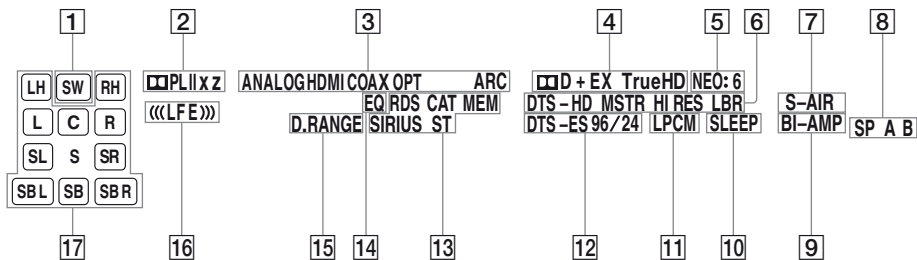 1 2 3 4 5 6 7 8
LH SW RH
L C R
SL S SR
SBL SB SBR
PLIIxz
(((LFE)))
ANALOG HDMI COAX OPT ARC
EQ RDS CAT MEM
D.RANGE SIRIUS ST
D + EX TrueHD NEO: 6
DTS-HD MSTR HI RES LBR
DTS-ES 96/24 LPCM SLEEP
S-AIR
BI-AMP
SP A B
17 16 15 14 13 12 11 10 9